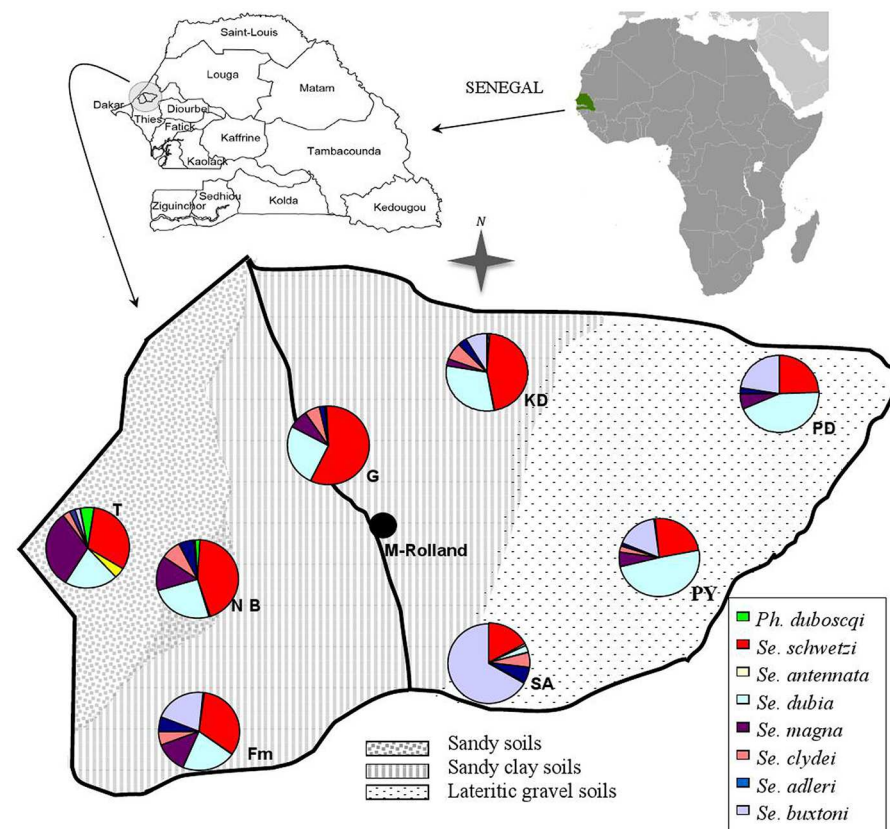 Saint-Louis
Louga
Matam
Dakar
Thies
Diourbel
Fatick
Kaffrine
Kaolack
Tambacounda
Ziguinchor
Sedhiou
Kolda
Kedougou
SENEGAL
N
KD
PD
G
T
M-Rolland
N B
PY
SA
Fm
Sandy soils
Sandy clay soils
Lateritic gravel soils
Ph. duboscqi
Se. schwetzi
Se. antennata
Se. dubia
Se. magna
Se. clydei
Se. adleri
Se. buxtoni